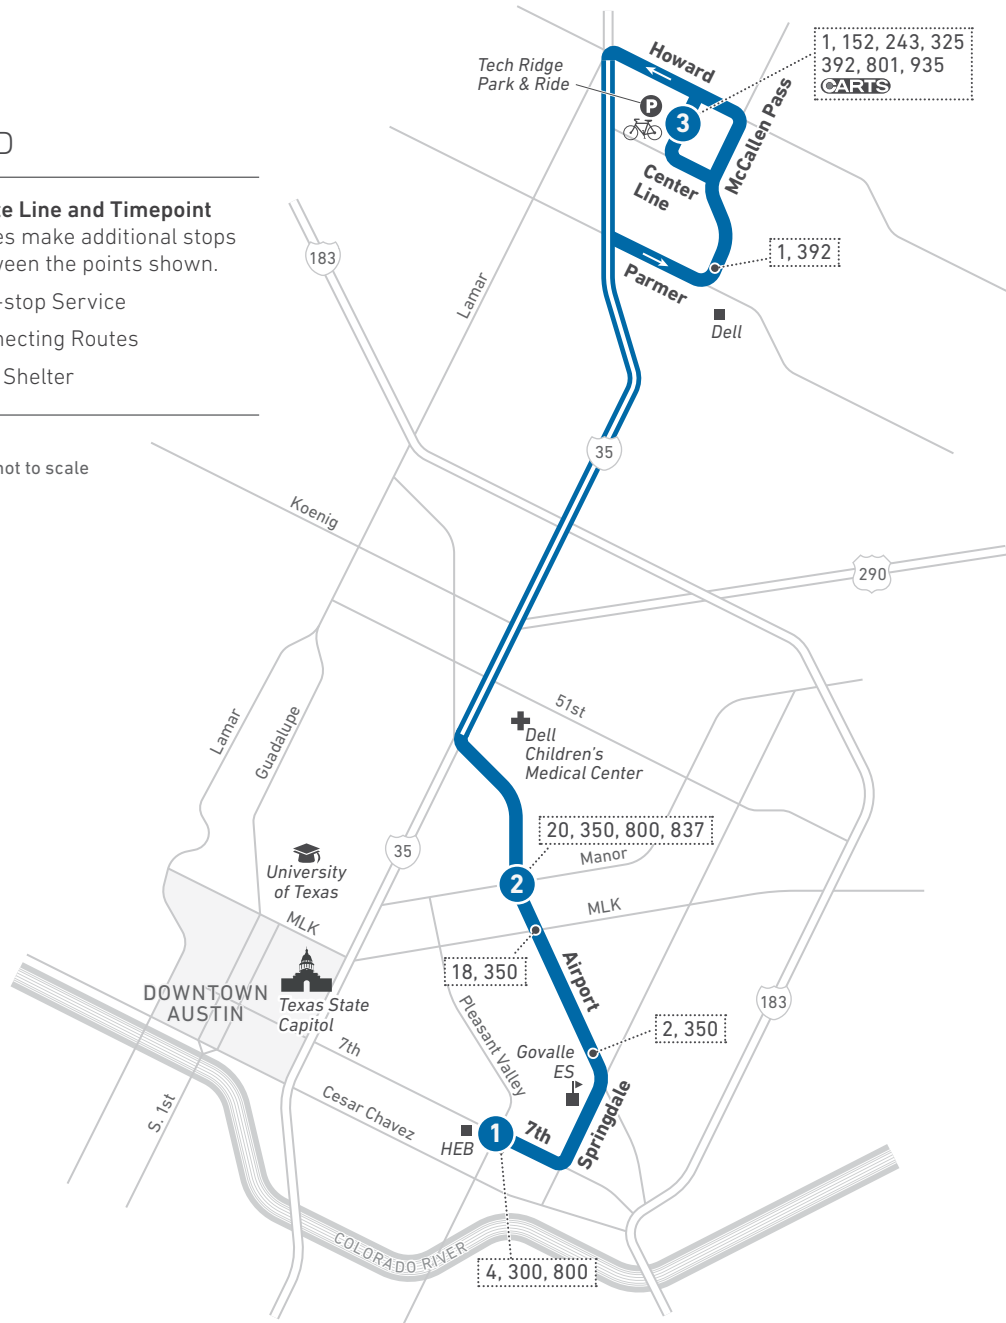 Howard
1, 152, 243, 325
392, 801, 935
CARTS
Tech Ridge
Park & Ride
P
3
McCallen Pass
Center
Line
D
Line and Timepoint
make additional stops
the points shown.
Service
Routes
Shelter
not to scale
183
Lamar
1, 392
Parmer
Dell
35
Koenig
290
51st
Dell
Children's
Medical Center
Lamar
Guadalupe
20, 350, 800, 837
Manor
35
2
University
of Texas
MLK
MLK
18, 350
Airport
DOWNTOWN
AUSTIN
Texas State
Capitol
183
7th
Pleasant Valley
2, 350
Govalle
ES
Cesar Chavez
S. 1st
HEB
1
7th
Springdale
COLORADO RIVER
4, 300, 800